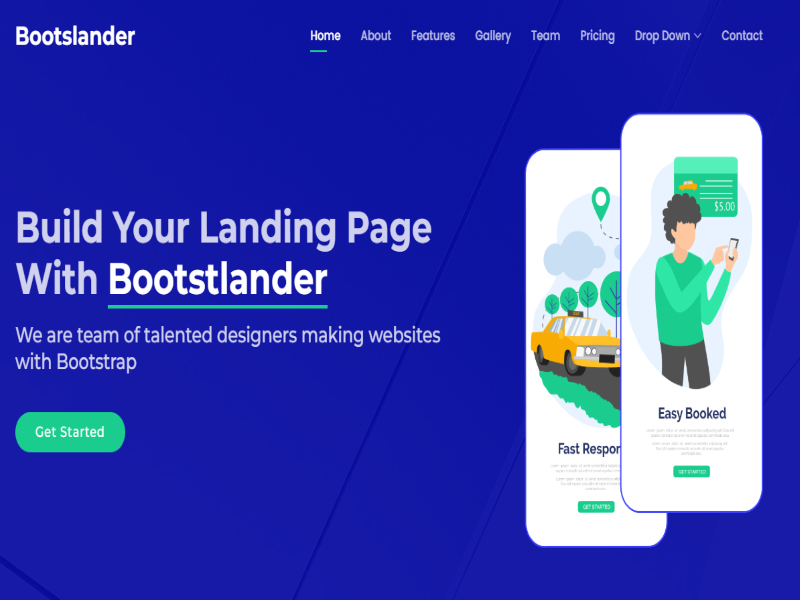 Bootslander
Home About Features Gallery Team Pricing Drop Down Contact
Build Your Landing Page
With Bootstlander
We are team of talented designers making websites
with Bootstrap
Get Started
$5.00
Easy Booked
GET STARTED
Fast Respon
GET STARTED